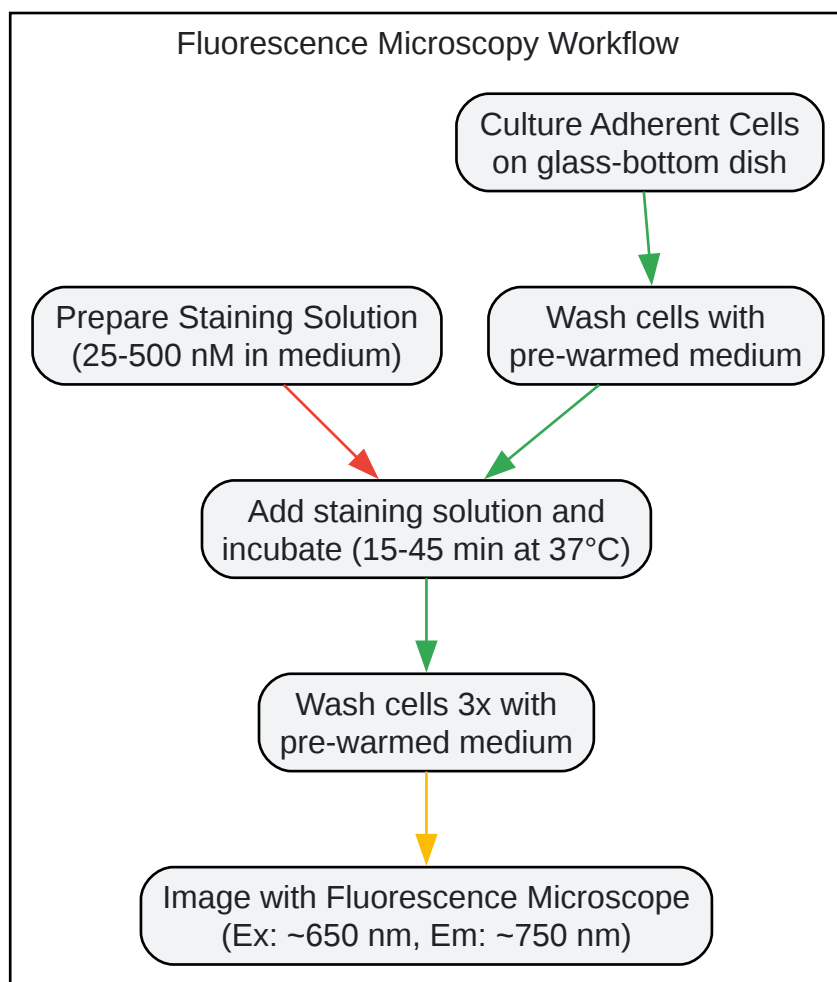 Fluorescence Microscopy Workflow
Culture Adherent Cells
on glass-bottom dish
Prepare Staining Solution
(25-500 nM in medium)
Wash cells with
pre-warmed medium
Add staining solution and
incubate (15-45 min at 37°C)
Wash cells 3x with
pre-warmed medium
Image with Fluorescence Microscope
(Ex: ~650 nm, Em: ~750 nm)